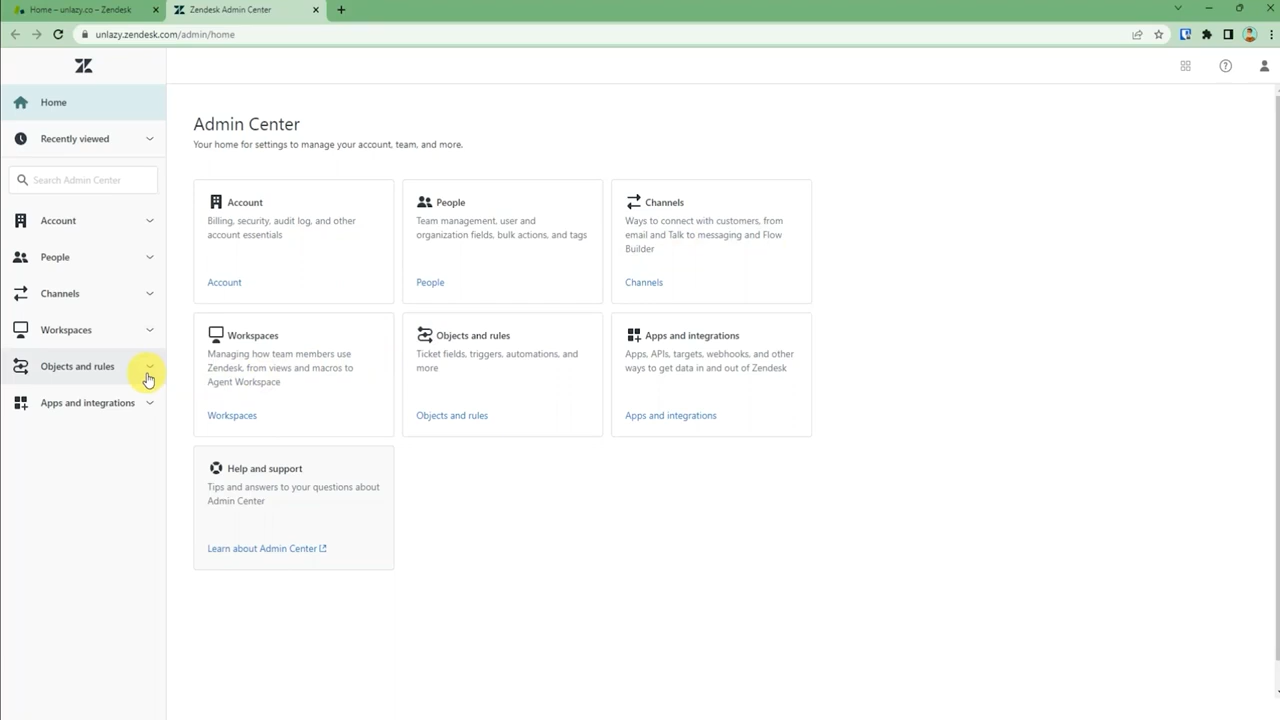 Home – unlazy.co – Zendesk
Zendesk Admin Center
unlazy.zendesk.com/admin/home
Home
Recently viewed
Search Admin Center
Account
People
Channels
Workspaces
Objects and rules
Apps and integrations
Admin Center
Your home for settings to manage your account, team, and more.
Account
Billing, security, audit log, and other
account essentials
Account
People
Team management, user and
organization fields, bulk actions, and tags
People
Channels
Ways to connect with customers, from
email and Talk to messaging and Flow
Builder
Channels
Workspaces
Managing how team members use
Zendesk, from views and macros to
Agent Workspace
Workspaces
Objects and rules
Ticket fields, triggers, automations, and
more
Objects and rules
Apps and integrations
Apps, APIs, targets, webhooks, and other
ways to get data in and out of Zendesk
Apps and integrations
Help and support
Tips and answers to your questions about
Admin Center
Learn about Admin Center